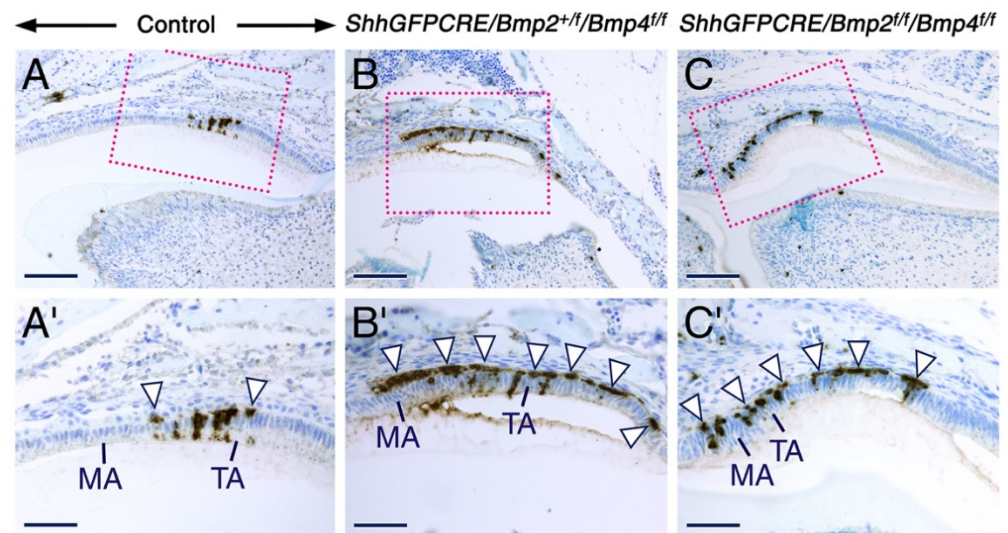 Control
ShhGFPCRE/Bmp2+/f/Bmp4f/f
ShhGFPCRE/Bmp2f/f/Bmp4f/f
A
B
C
A'
MA
TA
B'
MA
TA
C'
MA
TA